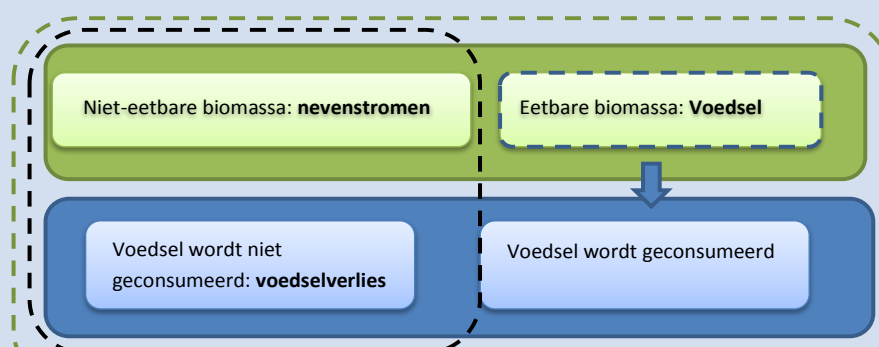 Niet-eetbare biomassa: nevenstromen
Eetbare biomassa: Voedsel
Voedsel wordt niet
geconsumeerd: voedselverlies
Voedsel wordt geconsumeerd